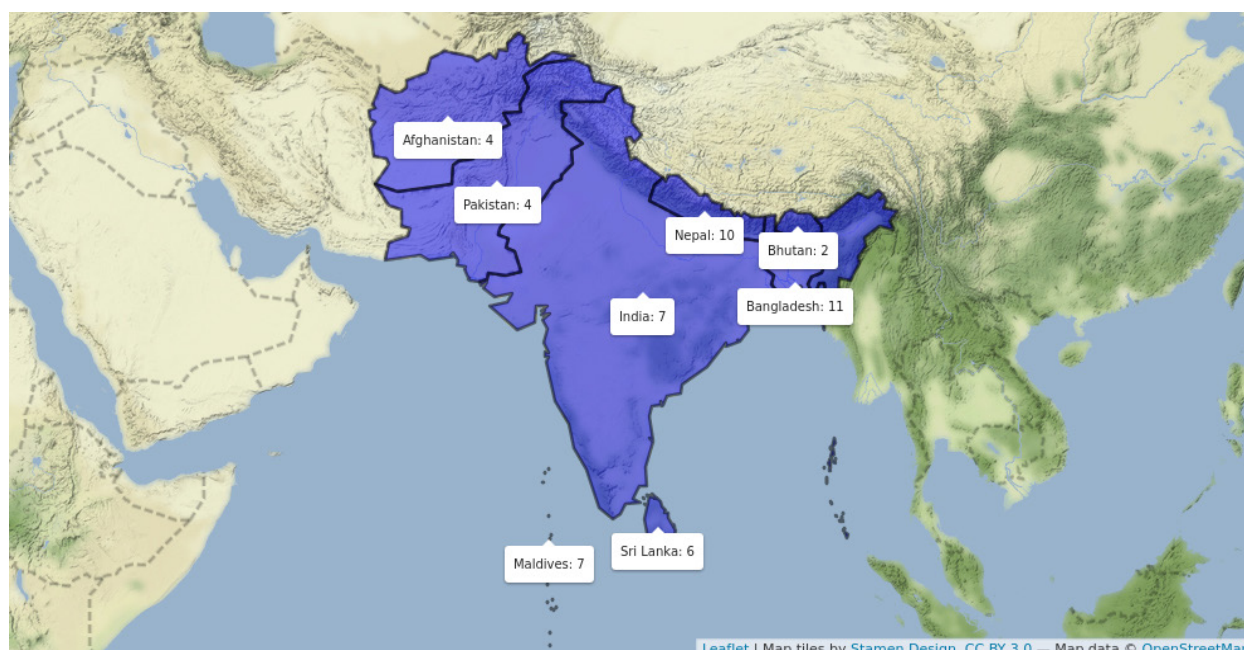 Afghanistan: 4
Pakistan: 4
Nepal: 10
Bhutan: 2
Bangladesh: 11
India: 7
Sri Lanka: 6
Maldives: 7
Leaflet | Map tiles by Stamen Design, CC BY 3.0 — Map data © OpenStreetMap